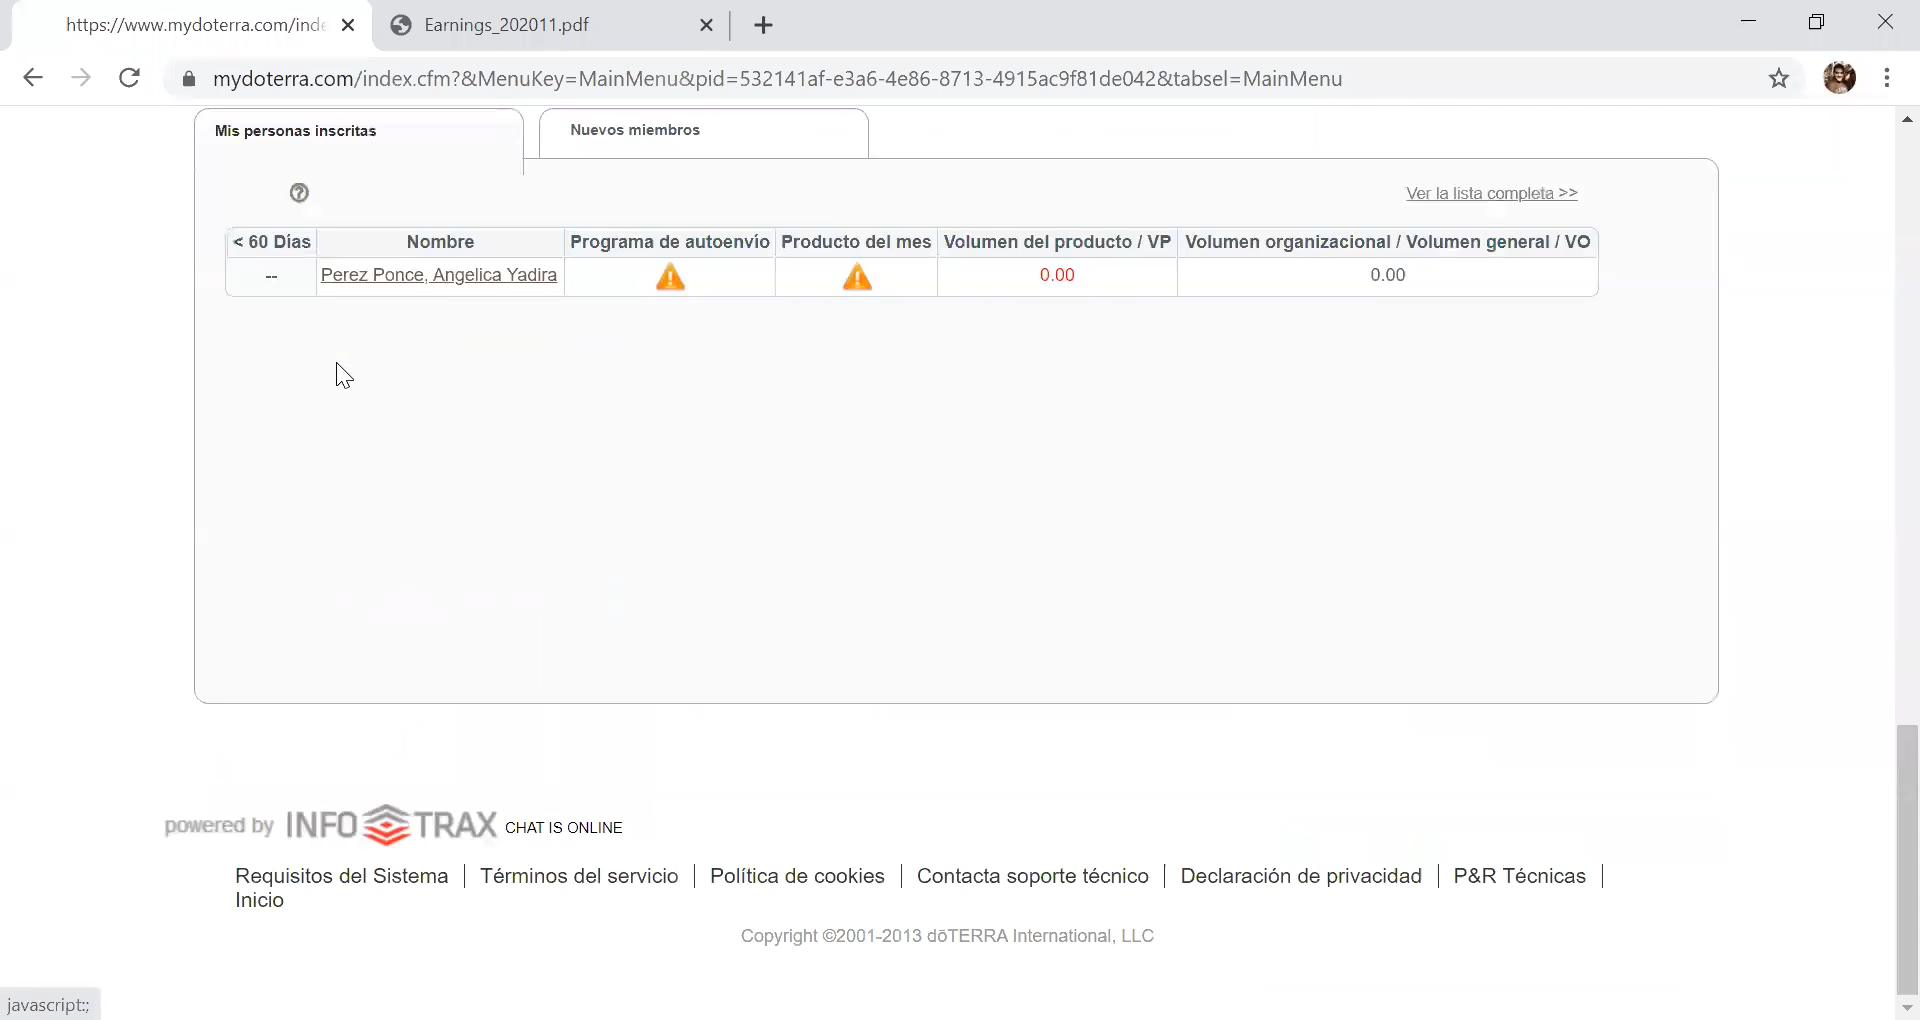 https://www.mydoterra.com/inde
Earnings_202011.pdf
mydoterra.com/index.cfm?&MenuKey=MainMenu&pid=532141af-e3a6-4e86-8713-4915ac9f81de042&tabsel=MainMenu
Mis personas inscritas
Nuevos miembros
Ver la lista completa >>
< 60 Días Nombre Programa de autoenvío Producto del mes Volumen del producto / VP Volumen organizacional / Volumen general / VO
-- Perez Ponce, Angelica Yadira 0.00 0.00
powered by INFOTRAX CHAT IS ONLINE
Requisitos del Sistema | Términos del servicio | Política de cookies | Contacta soporte técnico | Declaración de privacidad | P&R Técnicas |
Inicio
Copyright ©2001-2013 dōTERRA International, LLC
javascript:;